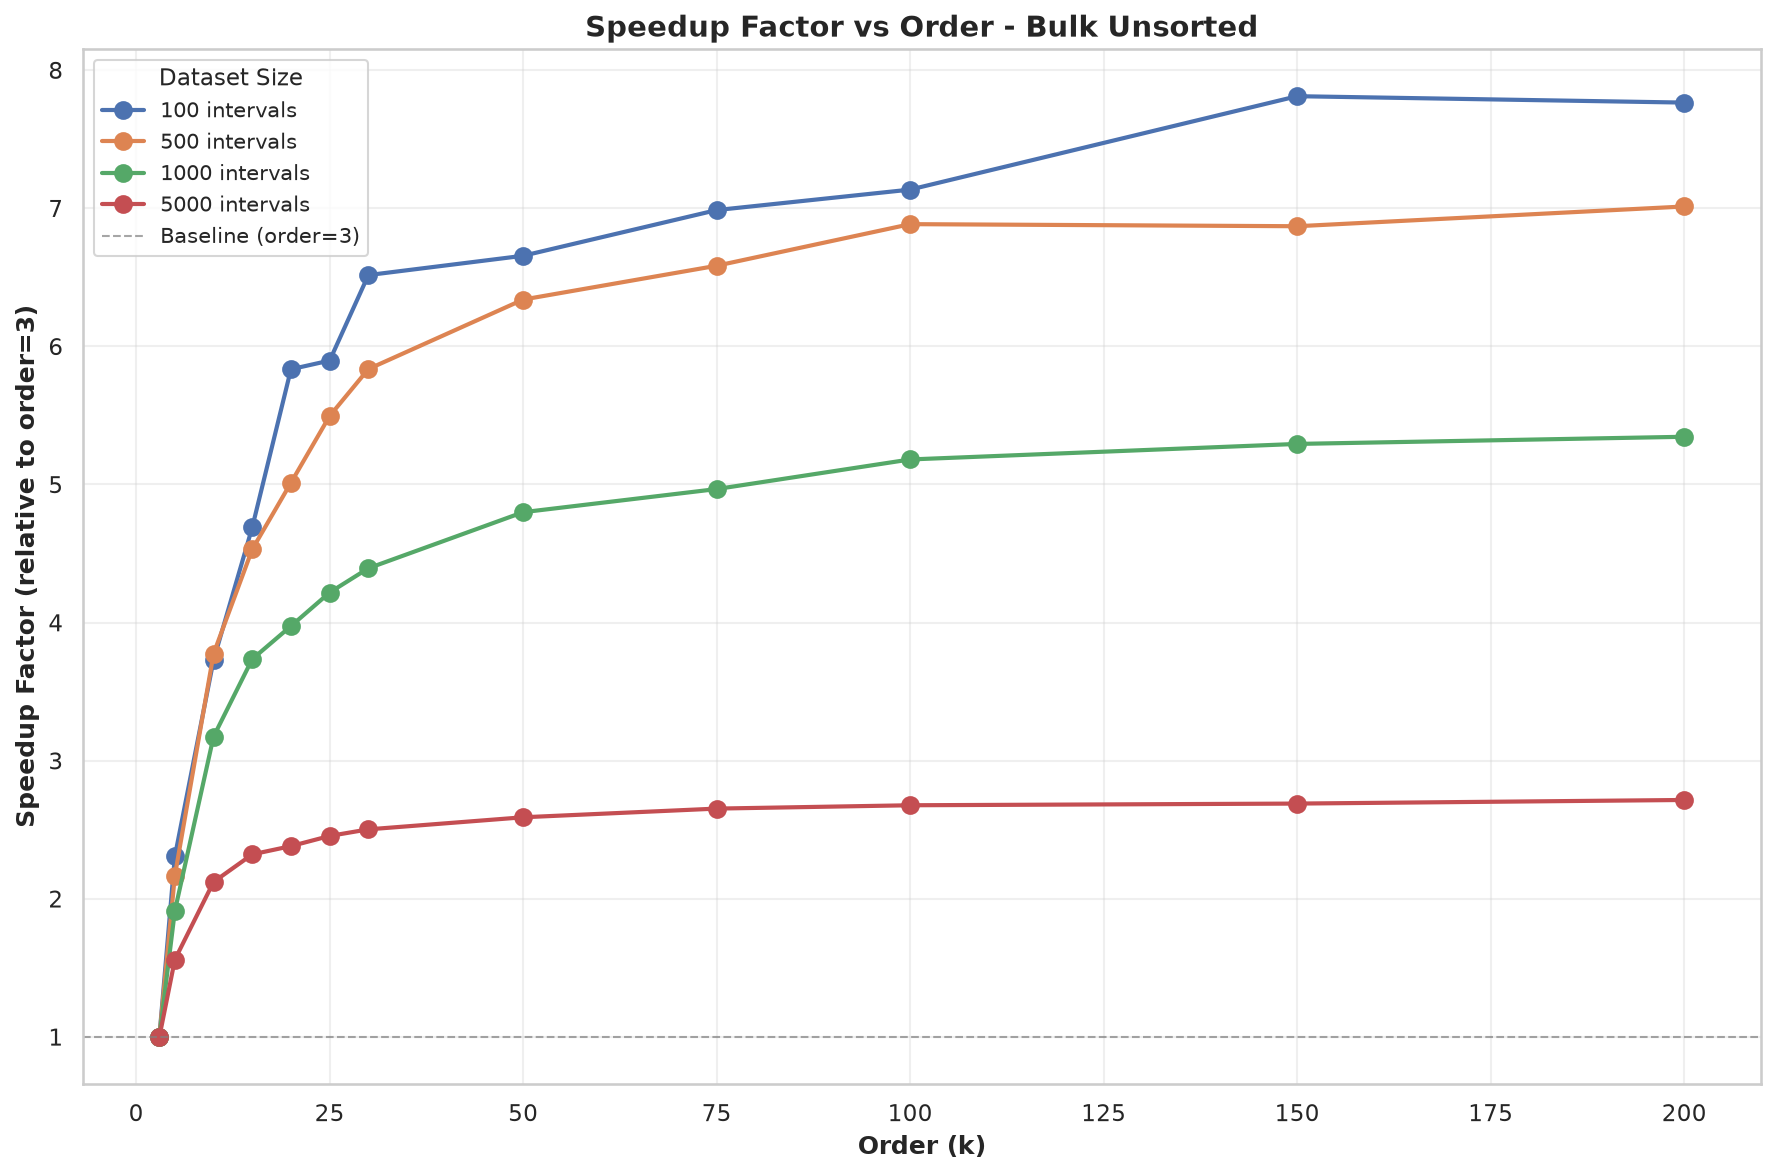 Speedup Factor vs Order - Bulk Unsorted
Dataset Size
100 intervals
500 intervals
1000 intervals
5000 intervals
Baseline (order=3)
Speedup Factor (relative to order=3)
8
7
6
5
4
3
2
1
0 25 50 75 100 125 150 175 200
Order (k)